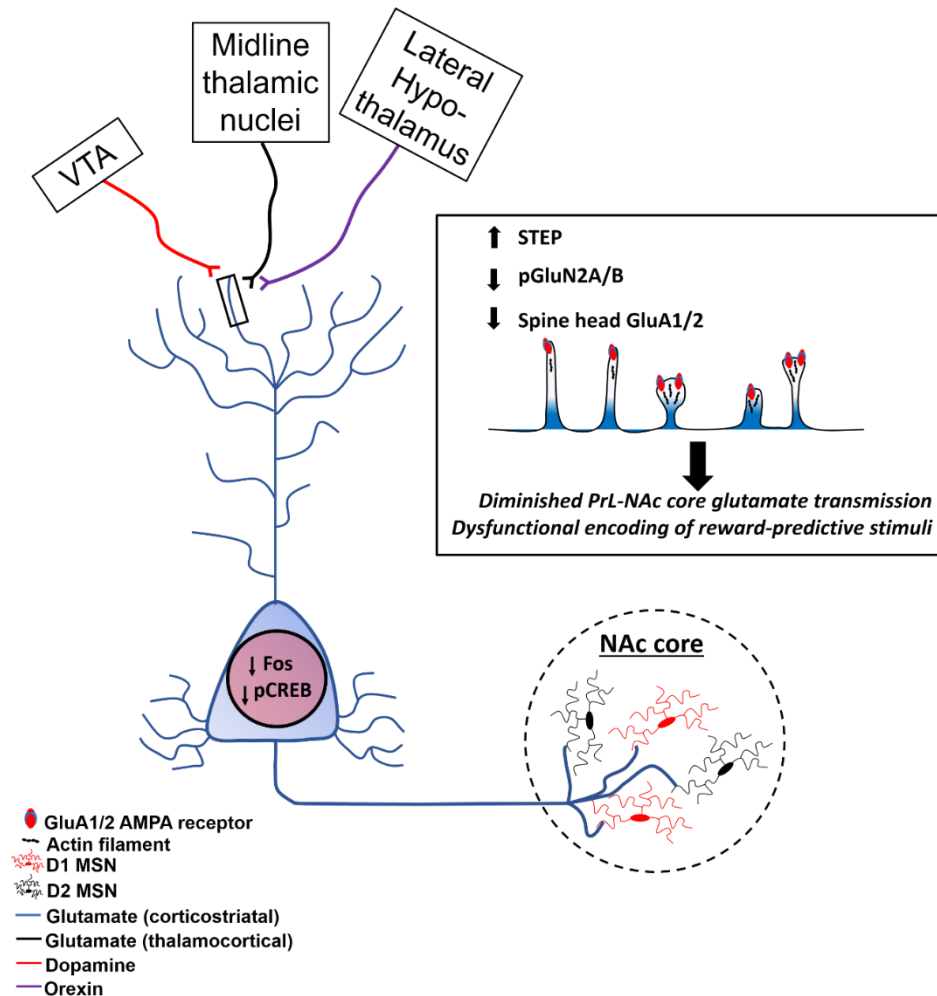 VTA
Midline
thalamic
nuclei
Lateral
Hypo-
thalamus
STEP
pGluN2A/B
Spine head GluA1/2
Diminished PrL-NAc core glutamate transmission
Dysfunctional encoding of reward-predictive stimuli
↓ Fos
↓ pCREB
NAc core
GluA1/2 AMPA receptor
Actin filament
D1 MSN
D2 MSN
Glutamate (corticostriatal)
Glutamate (thalamocortical)
Dopamine
Orexin